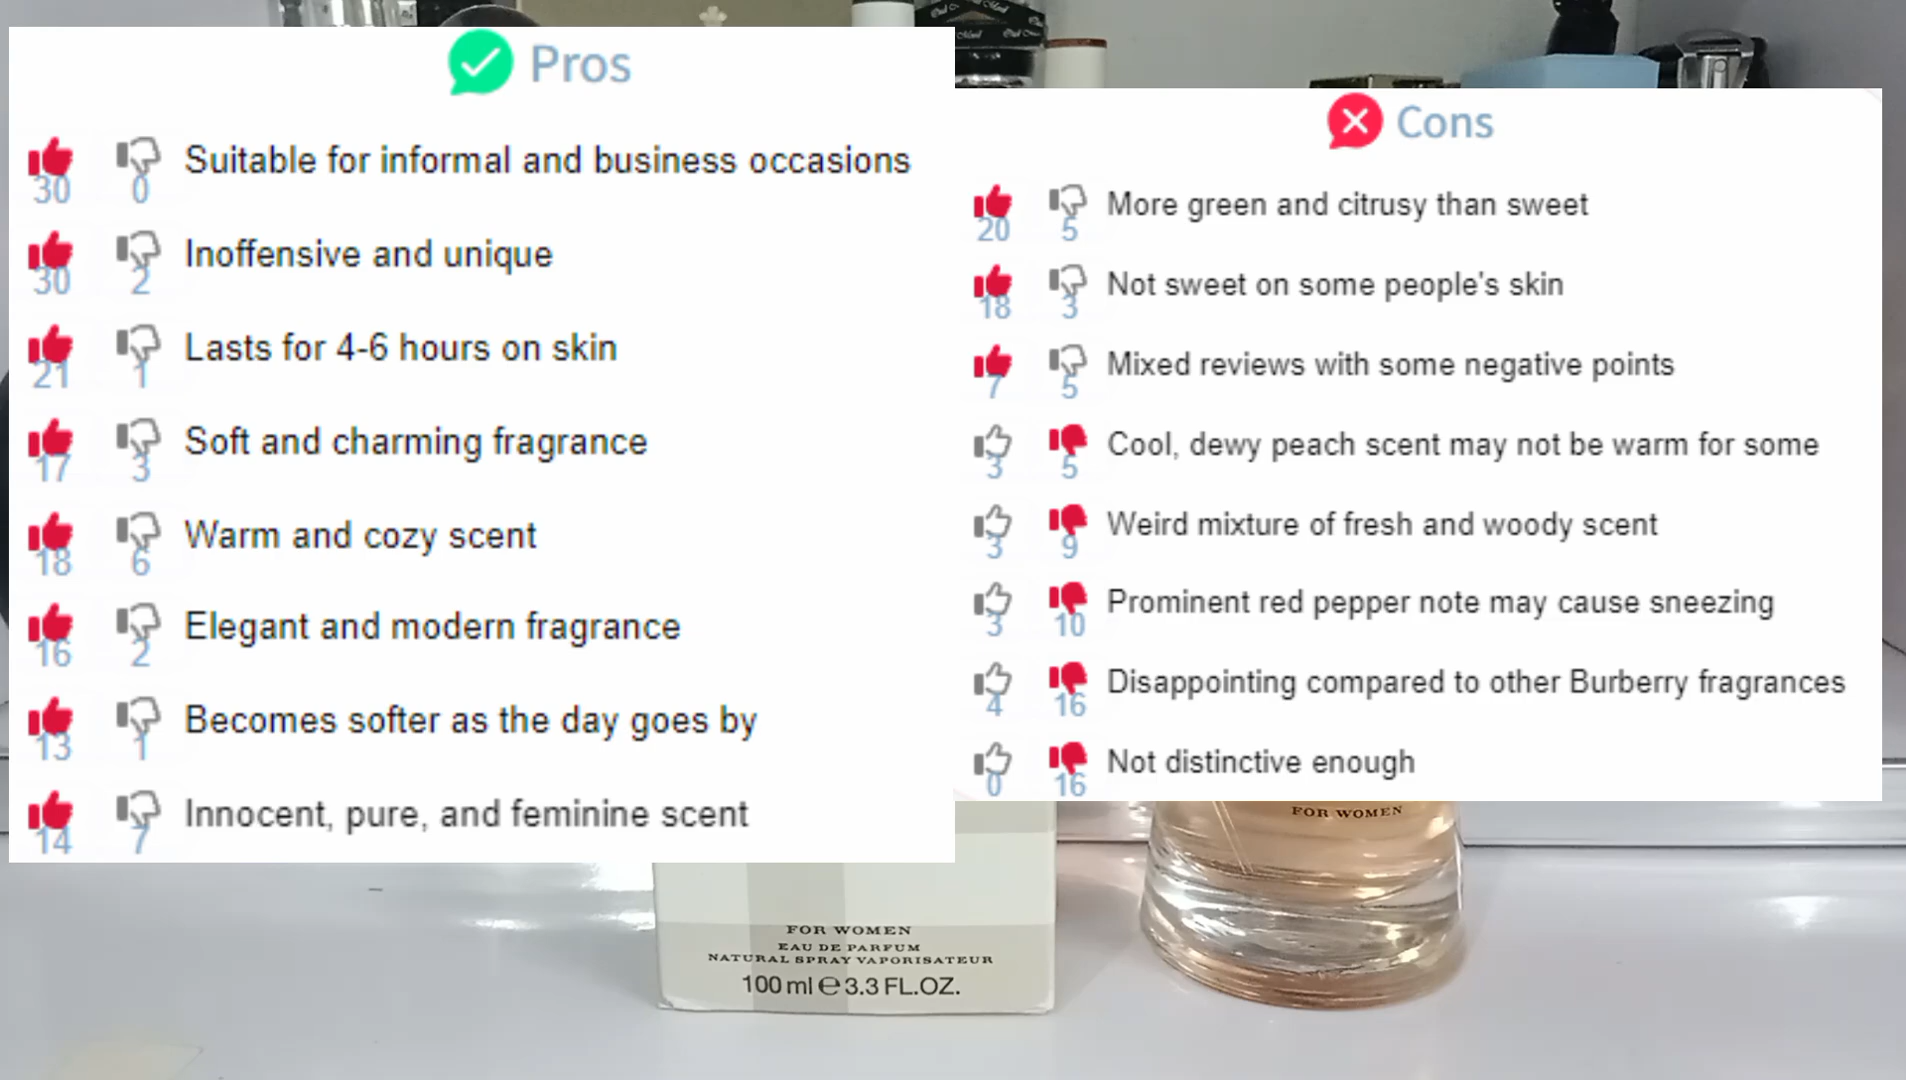 Pros
30 0 Suitable for informal and business occasions
30 2 Inoffensive and unique
21 1 Lasts for 4-6 hours on skin
17 3 Soft and charming fragrance
18 6 Warm and cozy scent
16 2 Elegant and modern fragrance
13 1 Becomes softer as the day goes by
14 7 Innocent, pure, and feminine scent
Cons
20 5 More green and citrusy than sweet
18 3 Not sweet on some people's skin
7 5 Mixed reviews with some negative points
3 5 Cool, dewy peach scent may not be warm for some
3 9 Weird mixture of fresh and woody scent
3 10 Prominent red pepper note may cause sneezing
4 16 Disappointing compared to other Burberry fragrances
0 16 Not distinctive enough
FOR WOMEN
FOR WOMEN
EAU DE PARFUM
NATURAL SPRAY VAPORISATEUR
100 ml ℮ 3.3 FL.OZ.